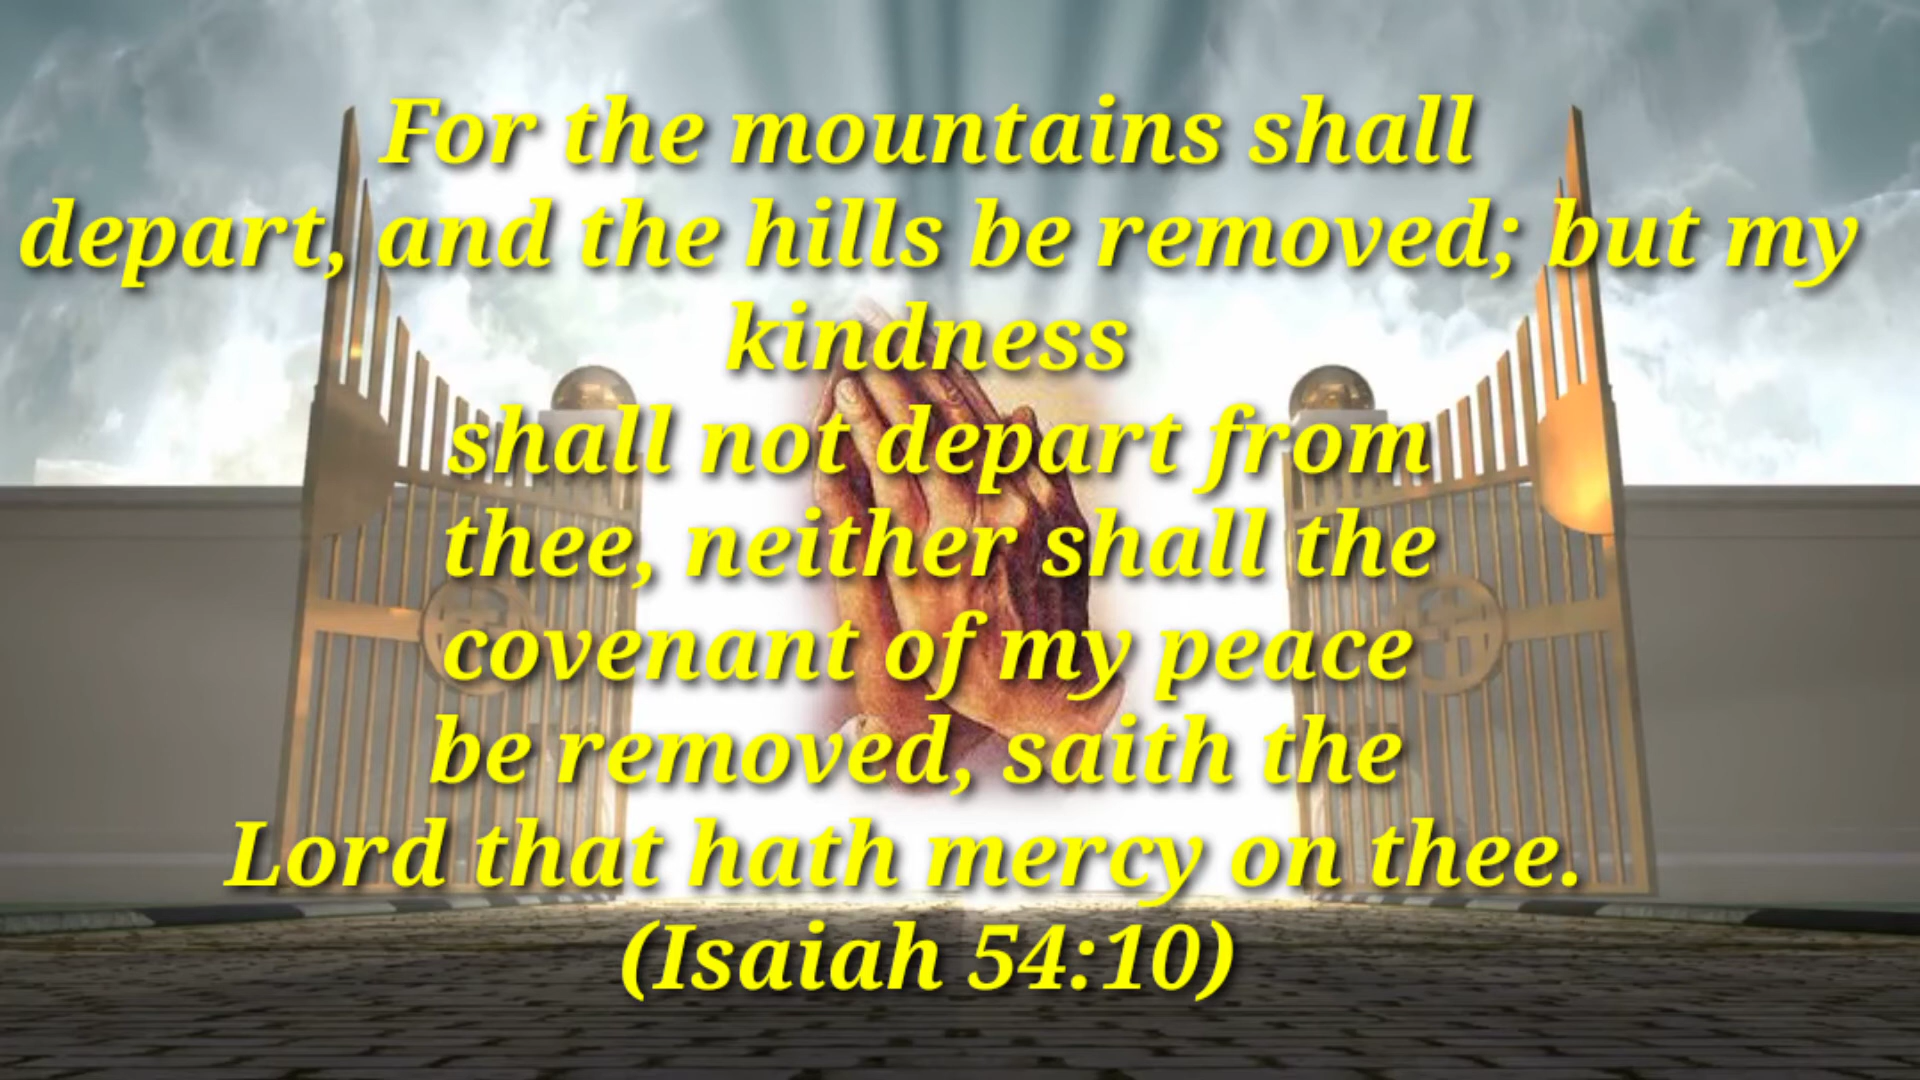 For the mountains shall
depart, and the hills be removed; but my
kindness
shall not depart from
thee, neither shall the
covenant of my peace
be removed, saith the
Lord that hath mercy on thee.
(Isaiah 54:10)